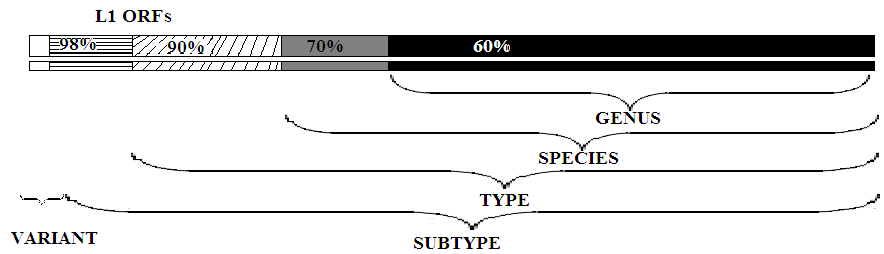 L1 ORFs
98% 90% 70% 60%
GENUS
SPECIES
TYPE
VARIANT
SUBTYPE